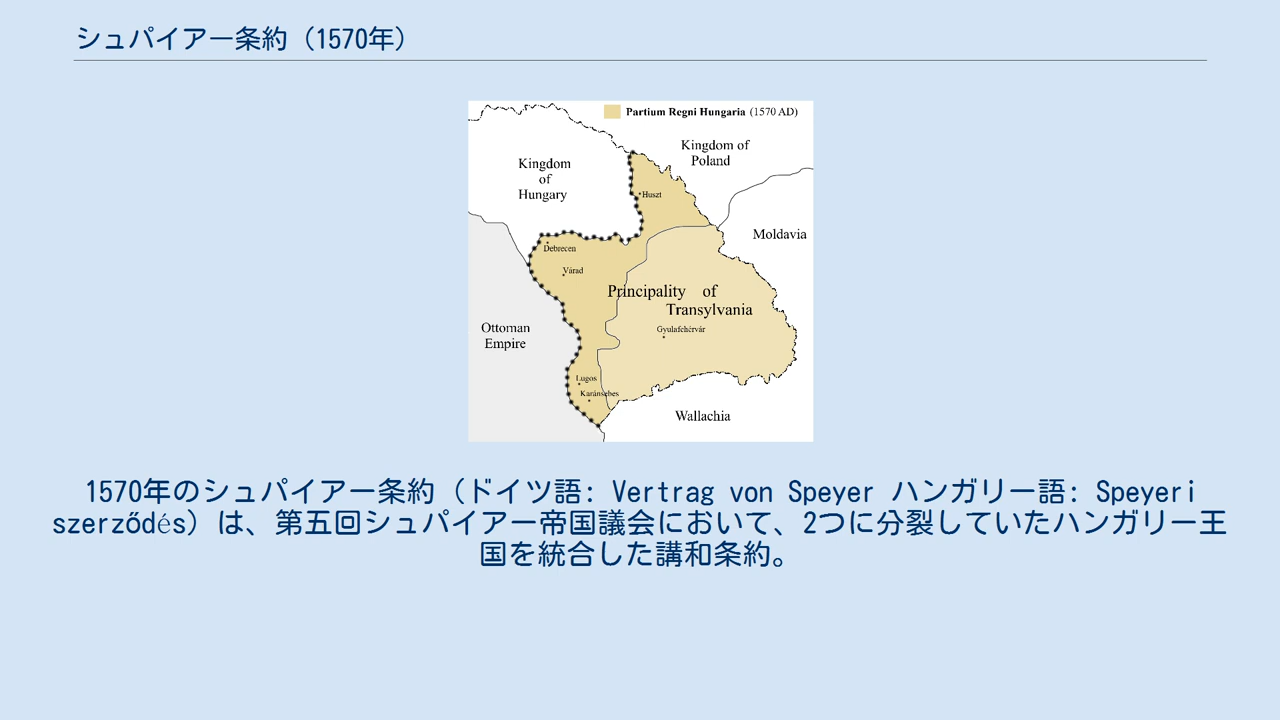 シュパイアー条約（1570年）
Partium Regni Hungaria (1570 AD)
Kingdom of
Poland
Kingdom
of
Hungary
Huszt
Moldavia
Debrecen
Várad
Principality of
Transylvania
Gyulafehérvár
Ottoman
Empire
Lugos
Karánsebes
Wallachia
1570年のシュパイアー条約（ドイツ語: Vertrag von Speyer ハンガリー語: Speyeri
szerződés）は、第五回シュパイアー帝国議会において、2つに分裂していたハンガリー王
国を統合した講和条約。